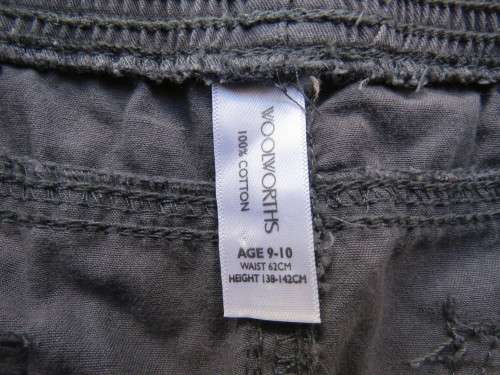 WOOLWORTHS
100% COTTON
AGE 9-10
WAIST 62CM
HEIGHT 138-142CM